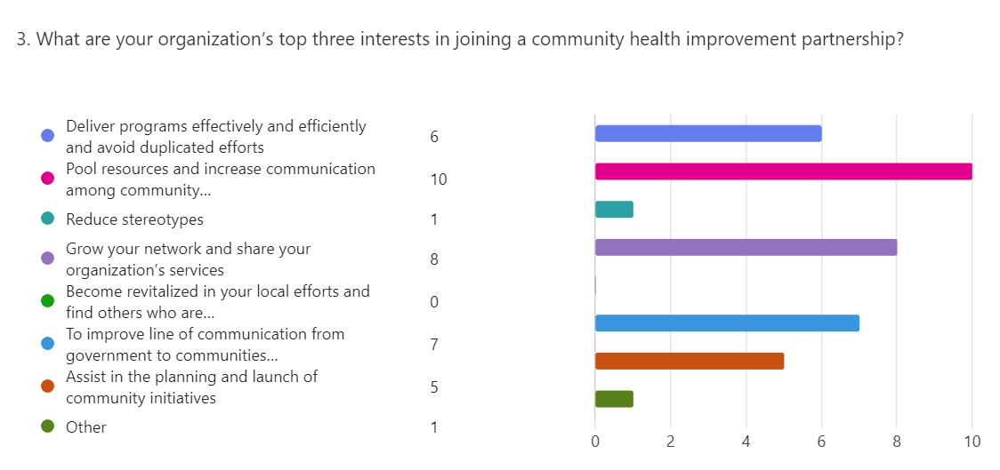 3. What are your organization's top three interests in joining a community health improvement partnership?
Deliver programs effectively and efficiently
and avoid duplicated efforts
6
Pool resources and increase communication
among community...
10
Reduce stereotypes
1
Grow your network and share your
organization's services
8
Become revitalized in your local efforts and
find others who are...
0
To improve line of communication from
government to communities...
7
Assist in the planning and launch of
community initiatives
5
Other
1
0 2 4 6 8 10